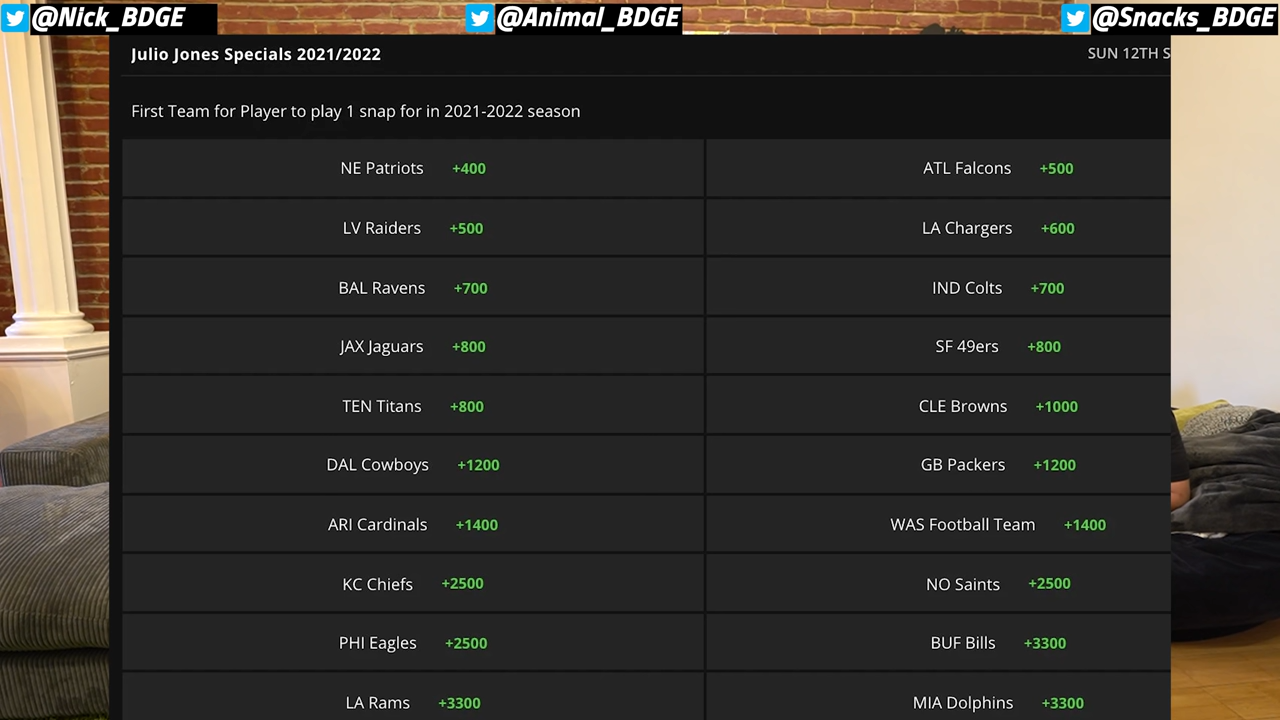 @Nick_BDGE @Animal_BDGE @Snacks_BDGE
Julio Jones Specials 2021/2022 SUN 12TH S
First Team for Player to play 1 snap for in 2021-2022 season
NE Patriots +400 ATL Falcons +500
LV Raiders +500 LA Chargers +600
BAL Ravens +700 IND Colts +700
JAX Jaguars +800 SF 49ers +800
TEN Titans +800 CLE Browns +1000
DAL Cowboys +1200 GB Packers +1200
ARI Cardinals +1400 WAS Football Team +1400
KC Chiefs +2500 NO Saints +2500
PHI Eagles +2500 BUF Bills +3300
LA Rams +3300 MIA Dolphins +3300